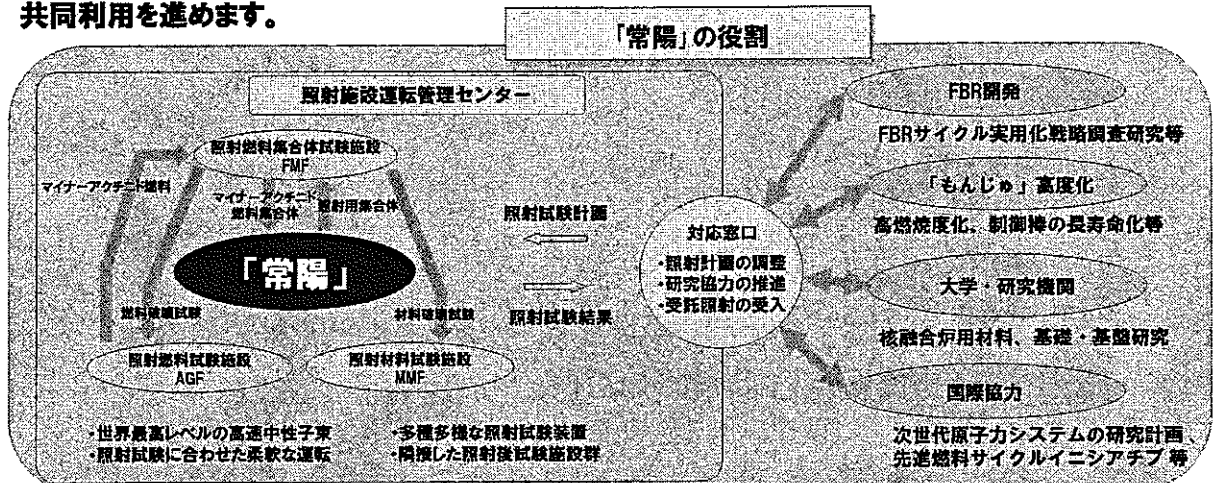 共同利用を進めます。
「常陽」の役割
照射施設運転管理センター
照射燃料集合体試験施設
FMF
マイナーアクチニド燃料
マイナーアクチニド
燃料集合体
照射用集合体
「常陽」
燃料破壊試験
材料破壊試験
照射燃料試験施設
AGF
照射材料試験施設
MMF
・世界最高レベルの高速中性子束
・照射試験に合わせた柔軟な運転
・多種多様な照射試験装置
・隣接した照射後試験施設群
照射試験計画
照射試験結果
対応窓口
・照射計画の調整
・研究協力の推進
・受託照射の受入
FBR開発
FBRサイクル実用化戦略調査研究等
「もんじゅ」高度化
高燃焼度化、制御棒の長寿命化等
大学・研究機関
核融合炉用材料、基礎・基盤研究
国際協力
次世代原子力システムの研究計画、
先進燃料サイクルイニシアチブ 等